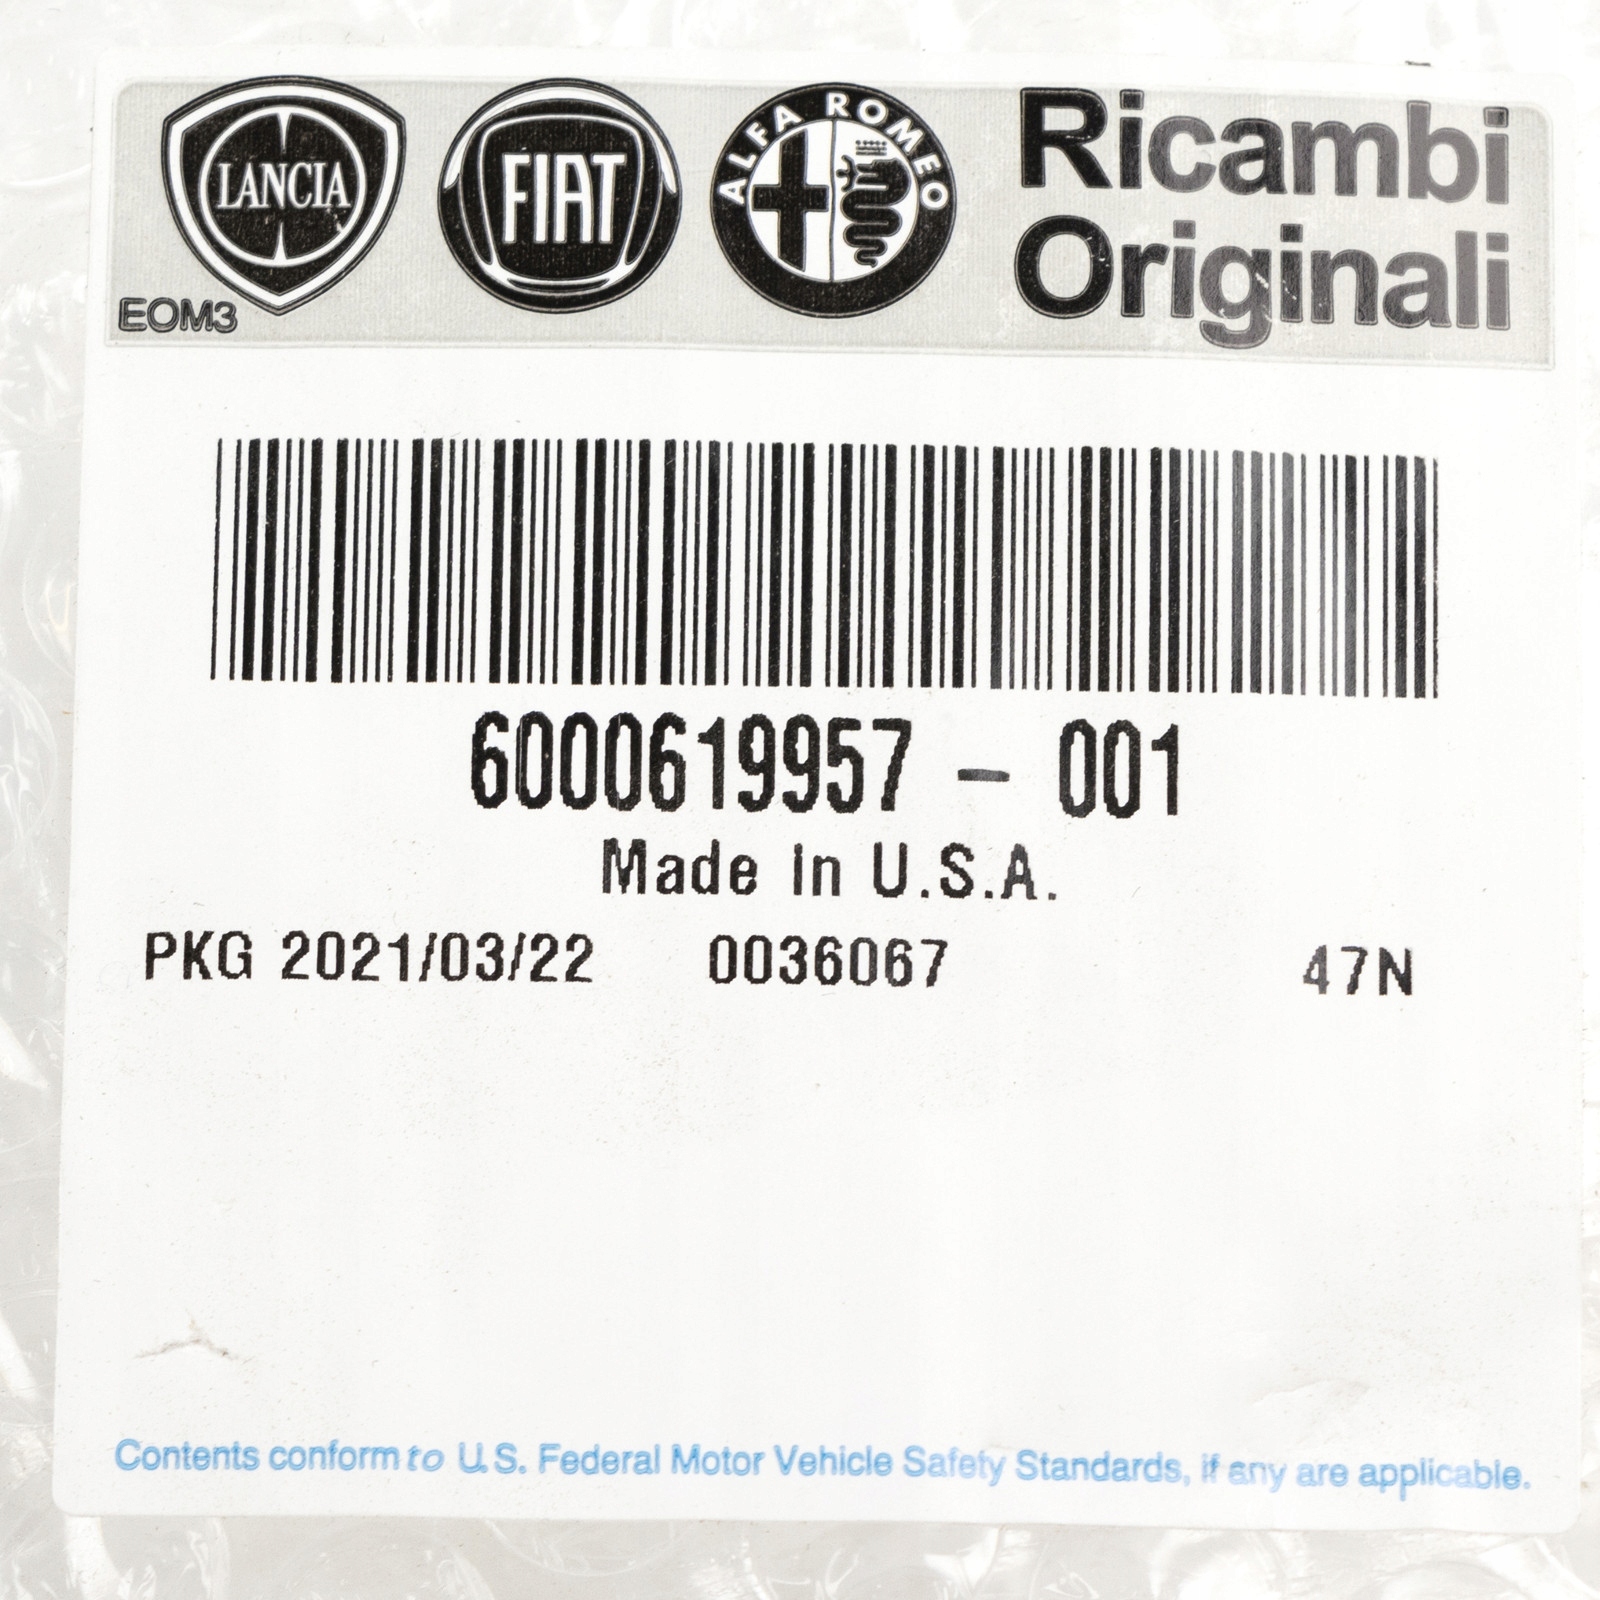 LANCIA
FIAT
ALFA ROMEO
Ricambi
Originali
EOM3
6000619957 - 001
Made in U.S.A.
PKG 2021/03/22 0036067 47N
Contents conform to U.S. Federal Motor Vehicle Safety Standards, if any are applicable.